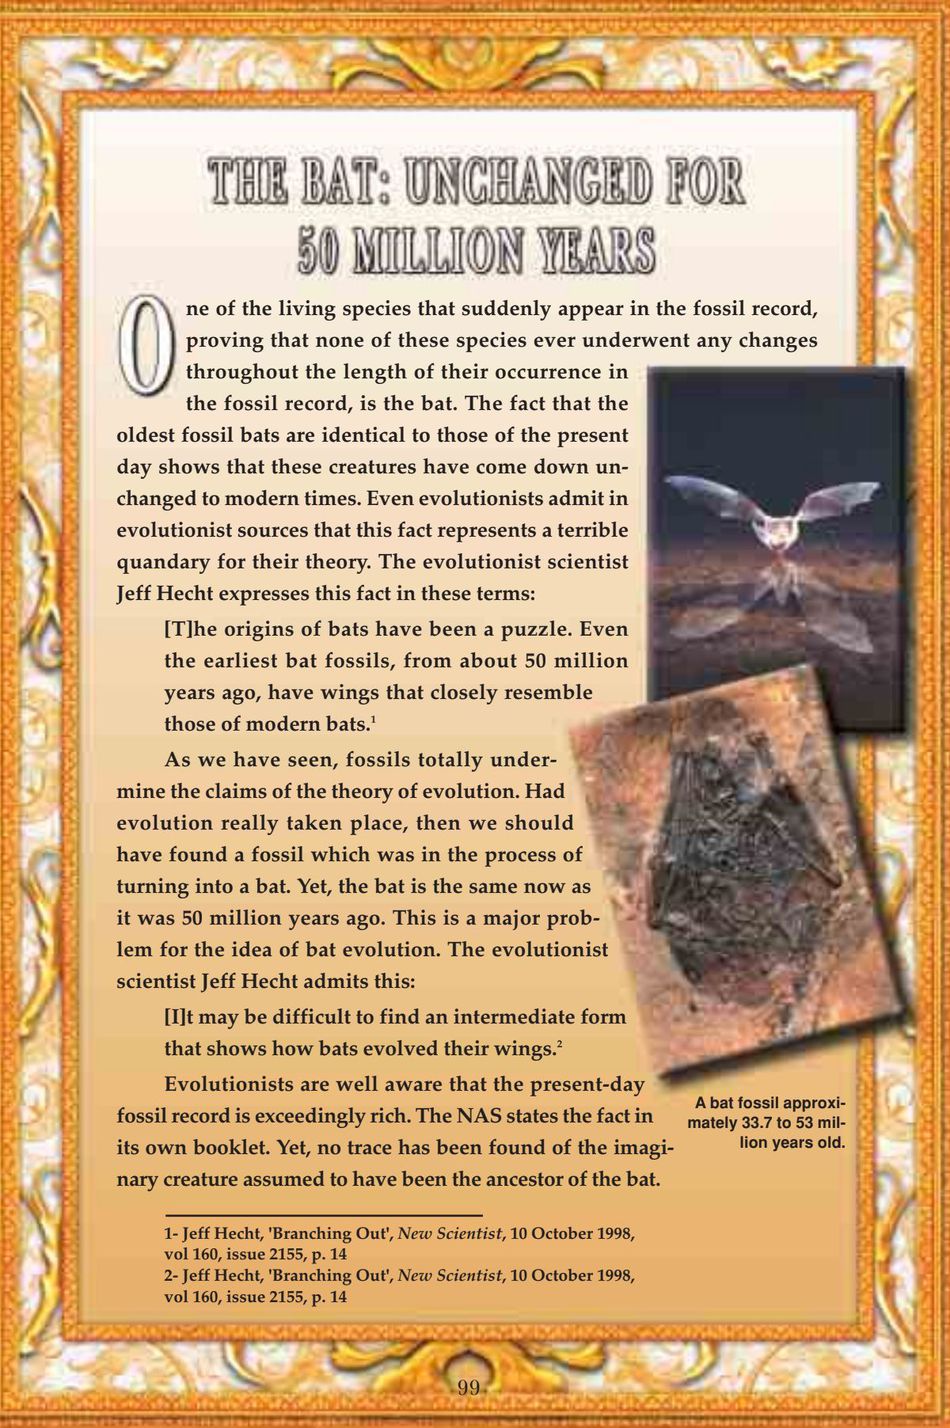 THE BAT: UNCHANGED FOR
50 MILLION YEARS
One of the living species that suddenly appear in the fossil record,
proving that none of these species ever underwent any changes
throughout the length of their occurrence in
the fossil record, is the bat. The fact that the
oldest fossil bats are identical to those of the present
day shows that these creatures have come down un-
changed to modern times. Even evolutionists admit in
evolutionist sources that this fact represents a terrible
quandary for their theory. The evolutionist scientist
Jeff Hecht expresses this fact in these terms:
[T]he origins of bats have been a puzzle. Even
the earliest bat fossils, from about 50 million
years ago, have wings that closely resemble
those of modern bats.1
As we have seen, fossils totally under-
mine the claims of the theory of evolution. Had
evolution really taken place, then we should
have found a fossil which was in the process of
turning into a bat. Yet, the bat is the same now as
it was 50 million years ago. This is a major prob-
lem for the idea of bat evolution. The evolutionist
scientist Jeff Hecht admits this:
[I]t may be difficult to find an intermediate form
that shows how bats evolved their wings.2
Evolutionists are well aware that the present-day
fossil record is exceedingly rich. The NAS states the fact in
its own booklet. Yet, no trace has been found of the imagi-
nary creature assumed to have been the ancestor of the bat.
A bat fossil approxi-
mately 33.7 to 53 mil-
lion years old.
1- Jeff Hecht, 'Branching Out', New Scientist, 10 October 1998,
vol 160, issue 2155, p. 14
2- Jeff Hecht, 'Branching Out', New Scientist, 10 October 1998,
vol 160, issue 2155, p. 14
99